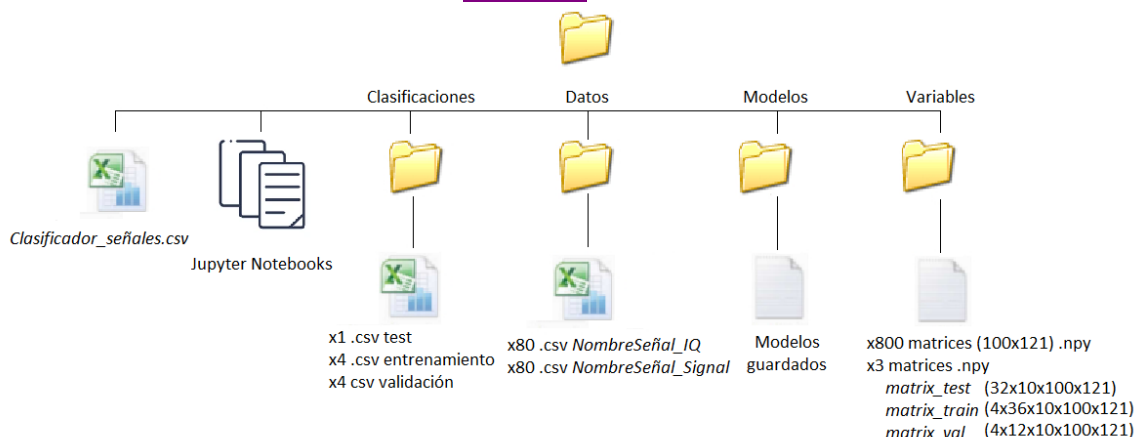 Clasificaciones
Datos
Modelos
Variables
Clasificador_señales.csv
Jupyter Notebooks
x1 .csv test
x4 .csv entrenamiento
x4 csv validación
x80 .csv NombreSeñal_IQ
x80 .csv NombreSeñal_Signal
Modelos
guardados
x800 matrices (100x121) .npy
x3 matrices .npy
matrix_test (32x10x100x121)
matrix_train (4x36x10x100x121)
matrix_val (4x12x10x100x121)